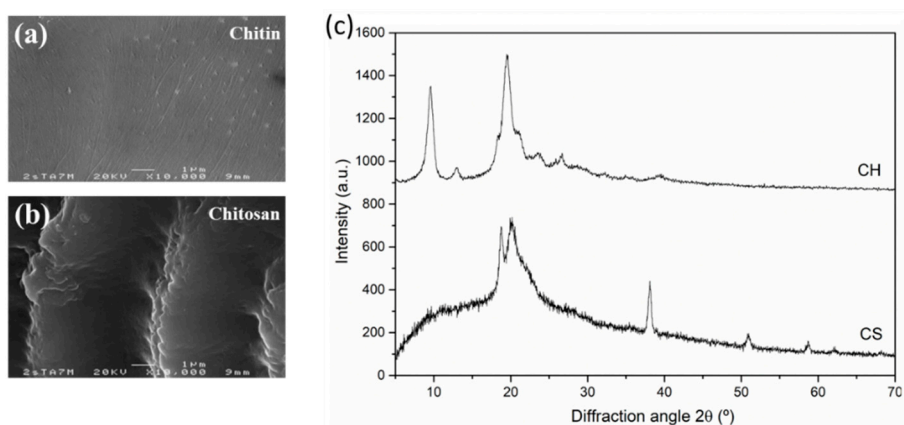 (a)
Chitin
1µm
2sTA7M 20KV X10,000 9mm
(b)
Chitosan
1µm
2sTA7M 20KV X10,000 9mm
(c)
1600
1400
1200
1000
800
600
400
200
0
Intensity (a.u.)
CH
CS
10 20 30 40 50 60 70
Diffraction angle 2θ (º)